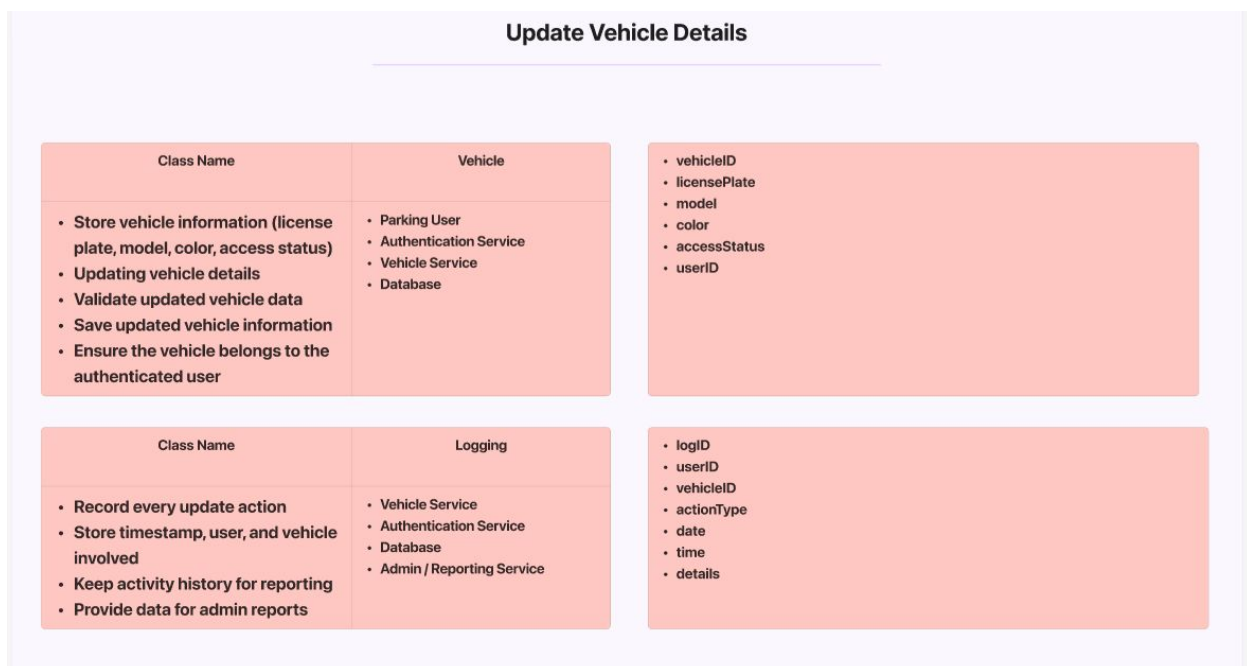 Update Vehicle Details
Class Name
Vehicle
• Store vehicle information (license
plate, model, color, access status)
• Updating vehicle details
• Validate updated vehicle data
• Save updated vehicle information
• Ensure the vehicle belongs to the
authenticated user
• Parking User
• Authentication Service
• Vehicle Service
• Database
• vehicleID
• licensePlate
• model
• color
• accessStatus
• userID
Class Name
Logging
• Record every update action
• Store timestamp, user, and vehicle
involved
• Keep activity history for reporting
• Provide data for admin reports
• Vehicle Service
• Authentication Service
• Database
• Admin / Reporting Service
• logID
• userID
• vehicleID
• actionType
• date
• time
• details